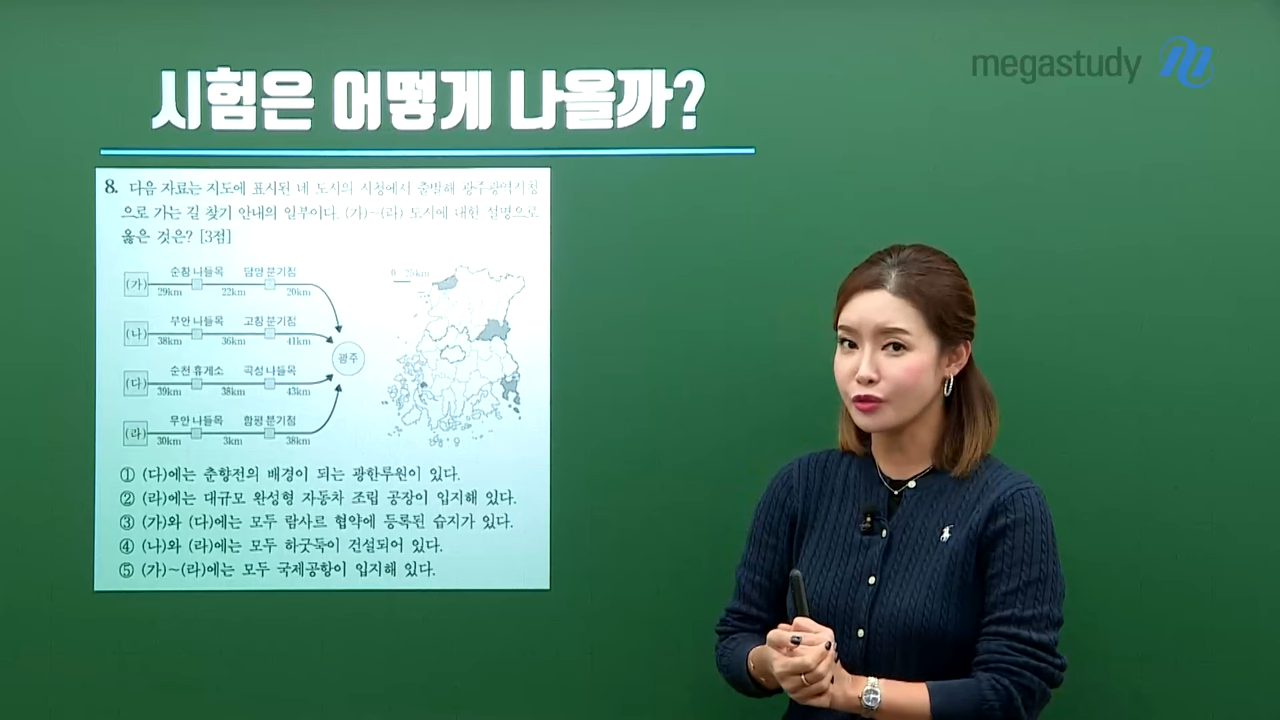 megastudy
시험은 어떻게 나올까?
8. 다음 자료는 지도에 표시된 네 도시의 시청에서 출발해 광주광역시청
으로 가는 길 찾기 안내의 일부이다. (가)~(라) 도시에 대한 설명으로
옳은 것은? [3점]
순창 나들목 담양 분기점
(가)
29km 22km 20km
무안 나들목 고창 분기점
(나)
38km 36km 41km
광주
순천 휴게소 곡성 나들목
(다)
39km 38km 43km
무안 나들목 함평 분기점
(라)
30km 3km 38km
0 25km
① (다)에는 춘향전의 배경이 되는 광한루원이 있다.
② (라)에는 대규모 완성형 자동차 조립 공장이 입지해 있다.
③ (가)와 (다)에는 모두 람사르 협약에 등록된 습지가 있다.
④ (나)와 (라)에는 모두 하굿둑이 건설되어 있다.
⑤ (가)~(라)에는 모두 국제공항이 입지해 있다.